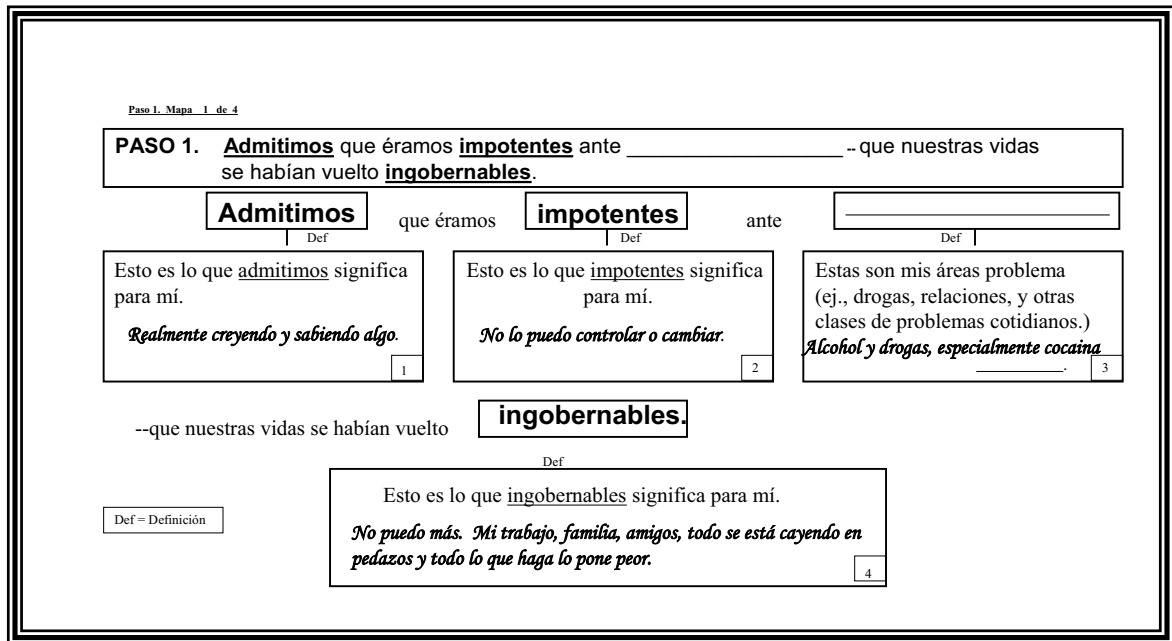 Paso 1. Mapa 1 de 4
PASO 1. Admitimos que éramos impotentes ante ____________________ -- que nuestras vidas
se habían vuelto ingobernables.
Admitimos que éramos impotentes ante ____________________
Def Def Def
Esto es lo que admitimos significa
para mí.
Realmente creyendo y sabiendo algo.
1
Esto es lo que impotentes significa
para mí.
No lo puedo controlar o cambiar.
2
Estas son mis áreas problema
(ej., drogas, relaciones, y otras
clases de problemas cotidianos.)
Alcohol y drogas, especialmente cocaina
________.
3
--que nuestras vidas se habían vuelto ingobernables.
Def
Esto es lo que ingobernables significa para mí.
No puedo más. Mi trabajo, familia, amigos, todo se está cayendo en
pedazos y todo lo que haga lo pone peor.
4
Def = Definición